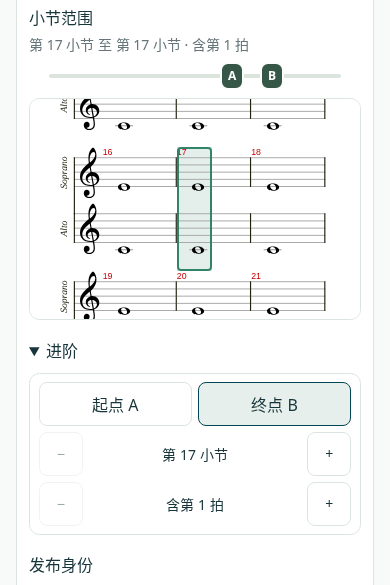 小节范围
第 17 小节 至 第 17 小节 · 含第 1 拍
A B
Alto
16 17 18
Soprano
Alto
19 20 21
Soprano
▼ 进阶
起点 A 终点 B
− 第 17 小节 +
− 含第 1 拍 +
发布身份